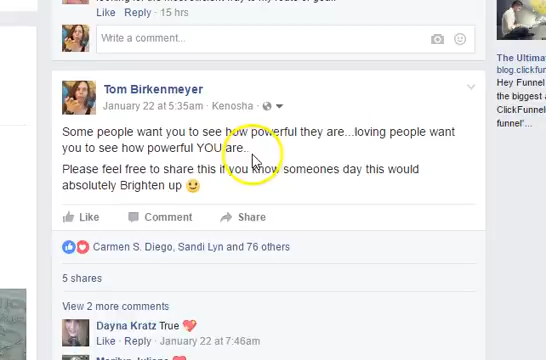 Like Reply 15 hrs
Write a comment...
Tom Birkenmeyer
January 22 at 5:35am · Kenosha ·
Some people want you to see how powerful they are...loving people want
you to see how powerful YOU are..
Please feel free to share this if you know someones day this would
absolutely Brighten up
Like Comment Share
Carmen S. Diego, Sandi Lyn and 76 others
5 shares
View 2 more comments
Dayna Kratz True
Like · Reply · January 22 at 7:46am
The Ultima
blog.clickfun
Hey Funnel
the biggest a
ClickFunnels
funnel'...